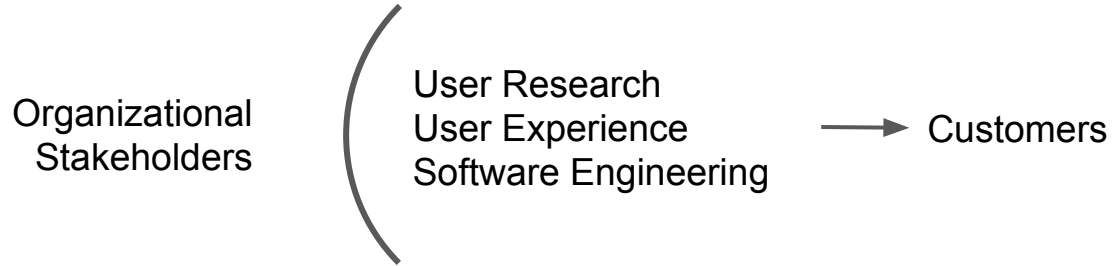 Organizational
Stakeholders
User Research
User Experience
Software Engineering
Customers